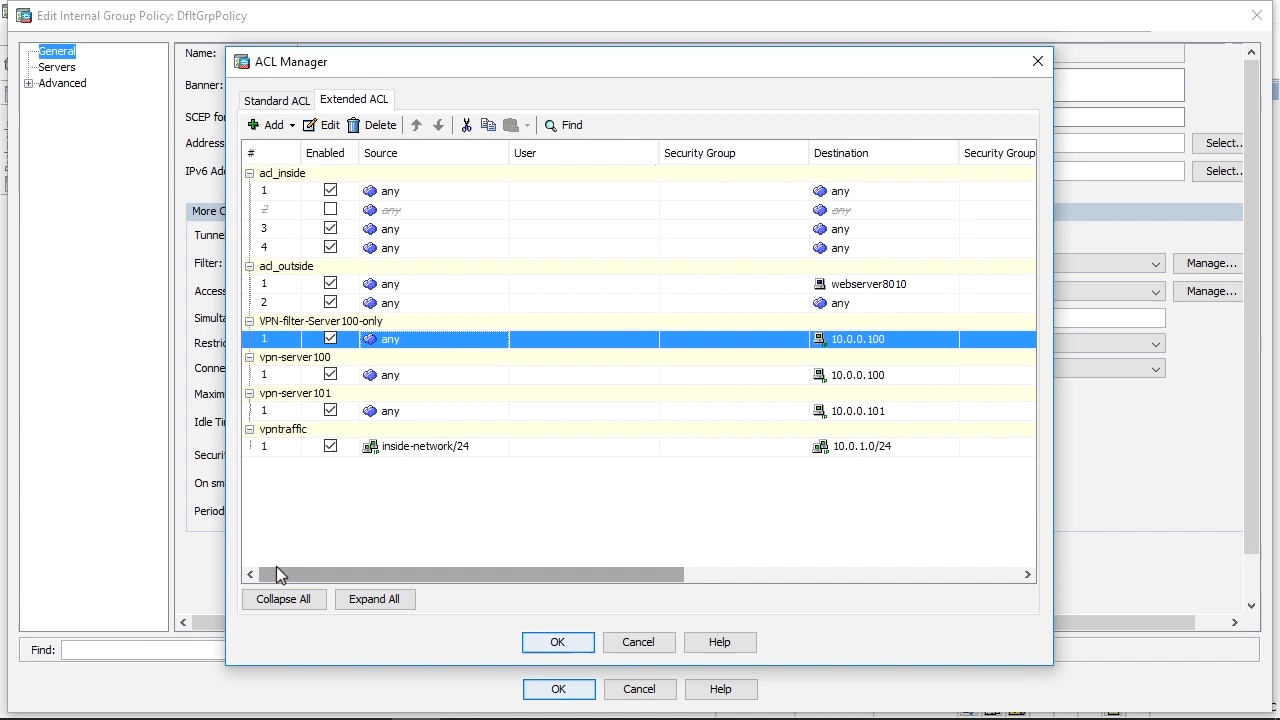 Edit Internal Group Policy: DfltGrpPolicy
General
Servers
Advanced
Name:
Banner:
SCEP for
Address
Select..
IPv6 Add
Select..
More O
Tunne
Filter:
Manage...
Access
Manage...
Simulta
Restric
Conne
Maxim
Idle Ti
Securit
On sm
Period
ACL Manager
Standard ACL Extended ACL
Add Edit Delete Find
# Enabled Source User Security Group Destination Security Group
acl_inside
1 any any
2 any any
3 any any
4 any any
acl_outside
1 any webserver8010
2 any any
VPN-filter-Server100-only
1 any 10.0.0.100
vpn-server100
1 any 10.0.0.100
vpn-server101
1 any 10.0.0.101
vpntraffic
1 inside-network/24 10.0.1.0/24
Collapse All Expand All
OK Cancel Help
Find:
OK Cancel Help